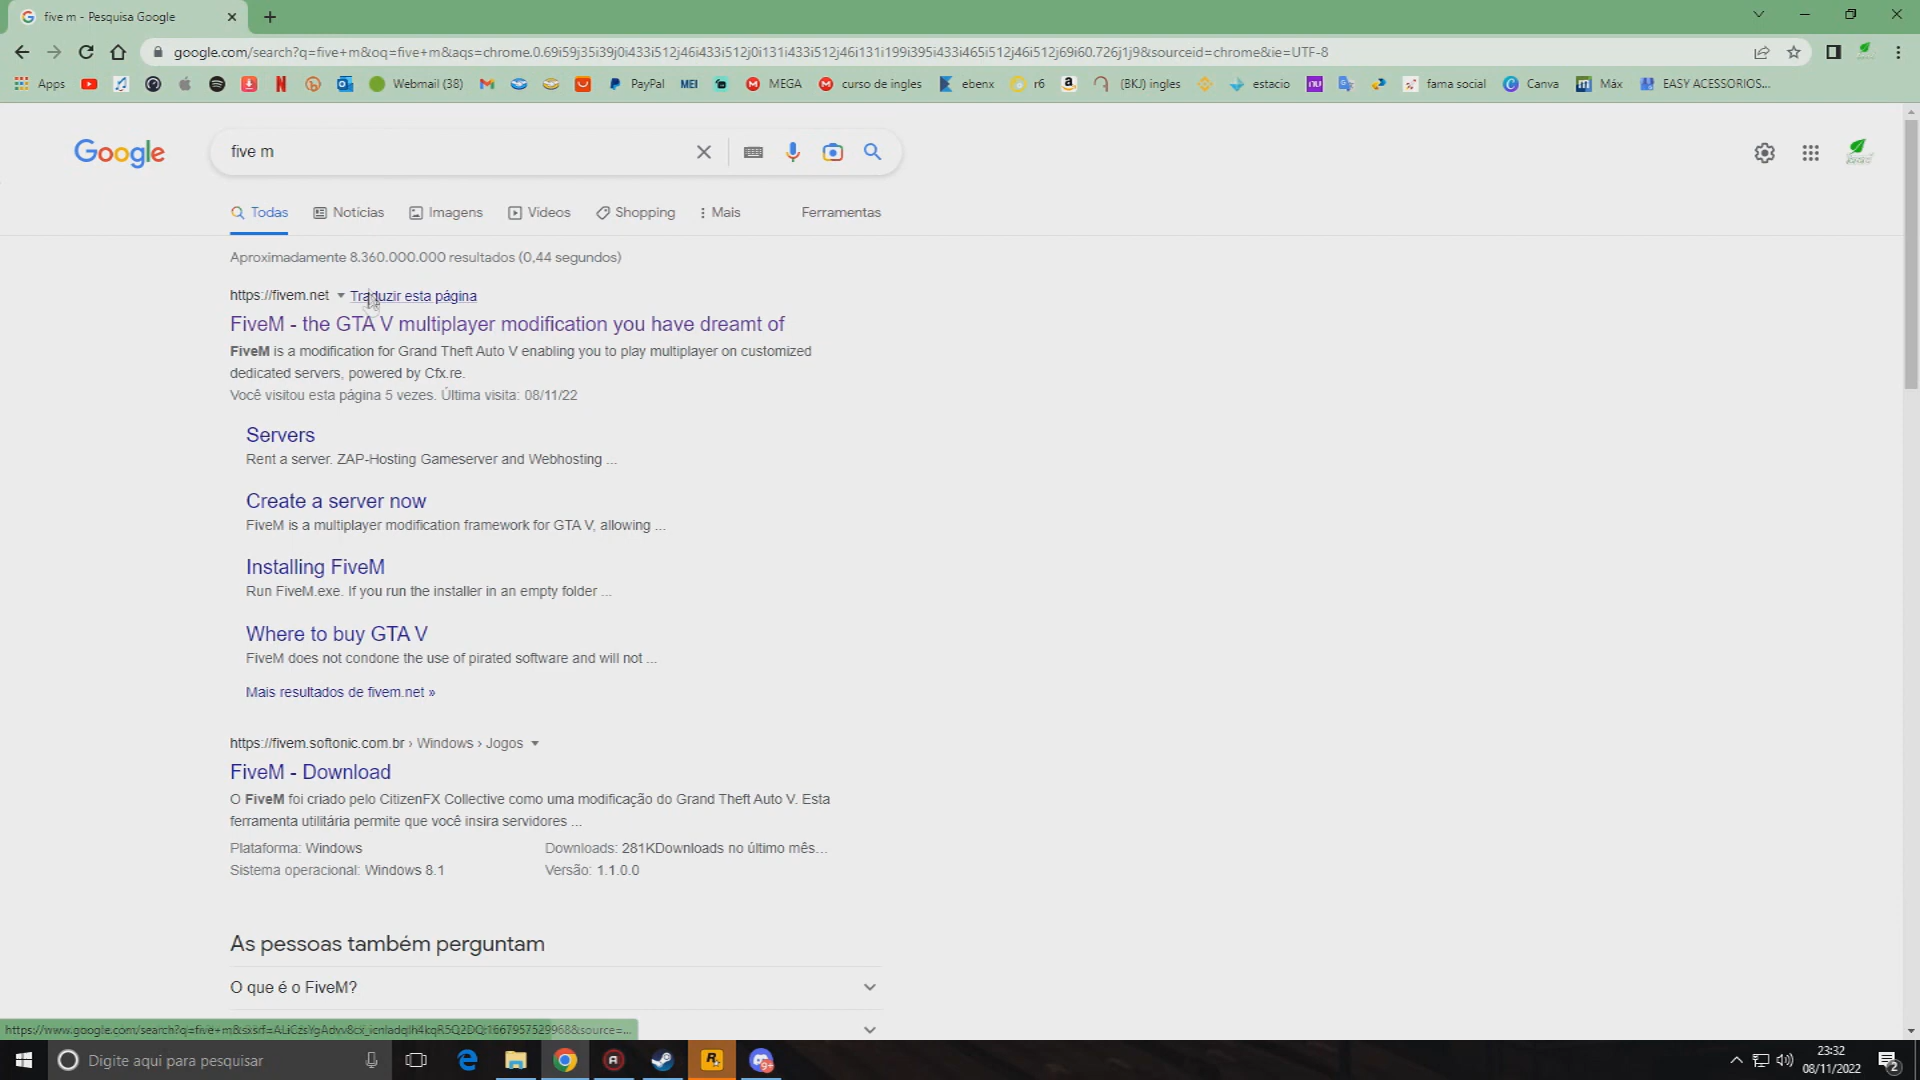 five m - Pesquisa Google
google.com/search?q=five+m&oq=five+m&aqs=chrome.0.69i59j35i39j0i433i512j46i433i512j0i131i433i512j46i131i199i395i433i465i512j46i512j69i60.726j1j9&sourceid=chrome&ie=UTF-8
Apps Webmail (38) PayPal MEI MEGA curso de ingles ebenx r6 (BKJ) ingles estacio fama social Canva Máx EASY ACESSORIOS...
Google
five m
Todas Notícias Imagens Vídeos Shopping Mais Ferramentas
Aproximadamente 8.360.000.000 resultados (0,44 segundos)
https://fivem.net Traduzir esta página
FiveM - the GTA V multiplayer modification you have dreamt of
FiveM is a modification for Grand Theft Auto V enabling you to play multiplayer on customized
dedicated servers, powered by Cfx.re.
Você visitou esta página 5 vezes. Última visita: 08/11/22
Servers
Rent a server. ZAP-Hosting Gameserver and Webhosting ...
Create a server now
FiveM is a multiplayer modification framework for GTA V, allowing ...
Installing FiveM
Run FiveM.exe. If you run the installer in an empty folder ...
Where to buy GTA V
FiveM does not condone the use of pirated software and will not ...
Mais resultados de fivem.net »
https://fivem.softonic.com.br › Windows › Jogos
FiveM - Download
O FiveM foi criado pelo CitizenFX Collective como uma modificação do Grand Theft Auto V. Esta
ferramenta utilitária permite que você insira servidores ...
Plataforma: Windows Downloads: 281KDownloads no último mês...
Sistema operacional: Windows 8.1 Versão: 1.1.0.0
As pessoas também perguntam
O que é o FiveM?
Digite aqui para pesquisar
23:32
08/11/2022
2